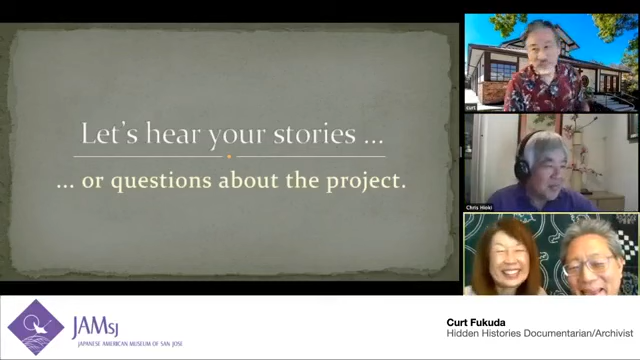 Let's hear your stories ...
... or questions about the project.
curt
Chris Hioki
JAMsj
JAPANESE AMERICAN MUSEUM OF SAN JOSE
Curt Fukuda
Hidden Histories Documentarian/Archivist